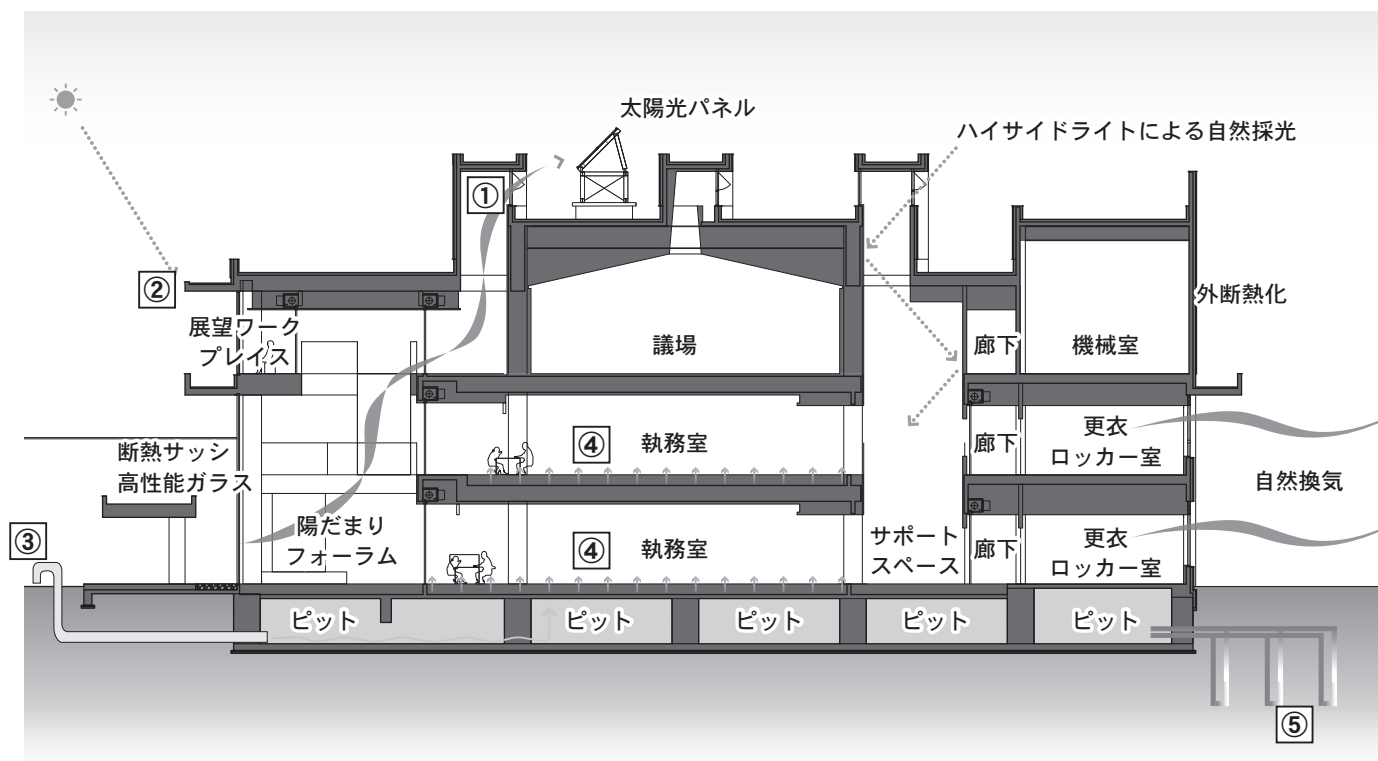 太陽光パネル
ハイサイドライトによる自然採光
①
②
展望ワーク
プレイス
議場
廊下
機械室
外断熱化
断熱サッシ
高性能ガラス
④
執務室
廊下
更衣
ロッカー室
自然換気
③
陽だまり
フォーラム
④
執務室
サポート
スペース
廊下
更衣
ロッカー室
ピット
ピット
ピット
ピット
ピット
⑤